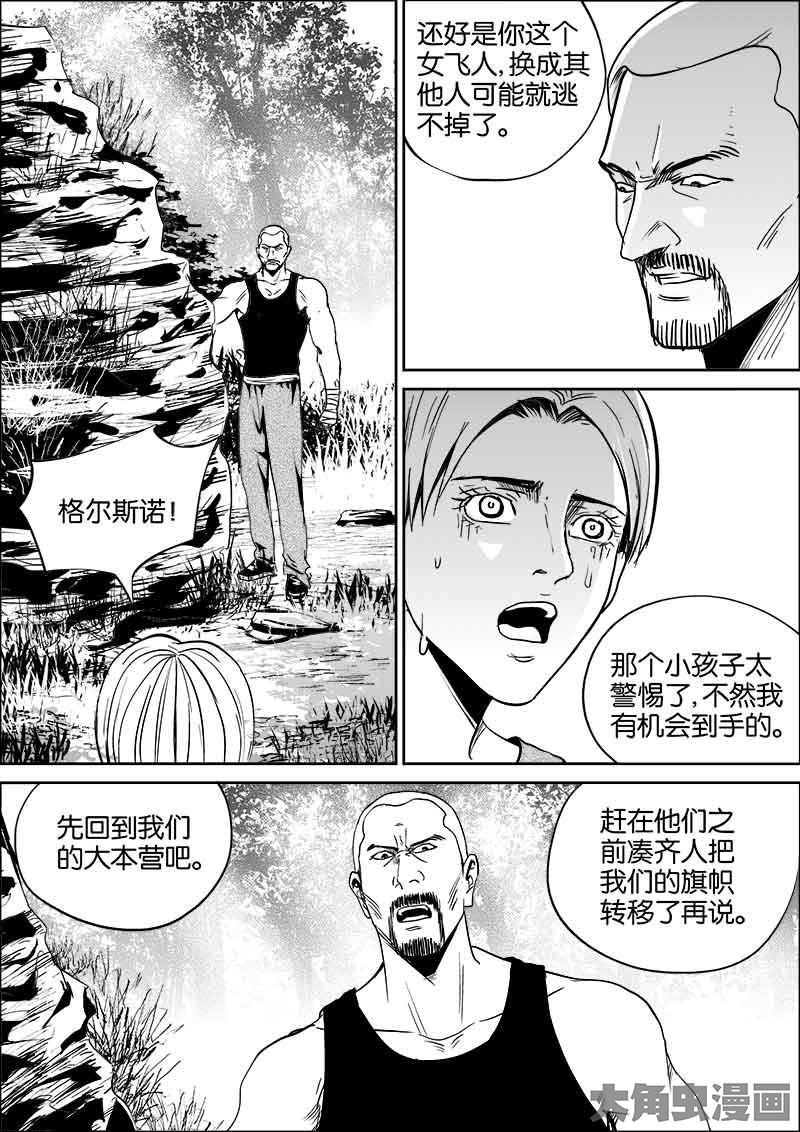 格尔斯诺！
还好是你这个
女飞人，换成其
他人可能就逃
不掉了。
那个小孩子太
警惕了，不然我
有机会到手的。
先回到我们
的大本营吧。
赶在他们之
前凑齐人把
我们的旗帜
转移了再说。
大角虫漫画